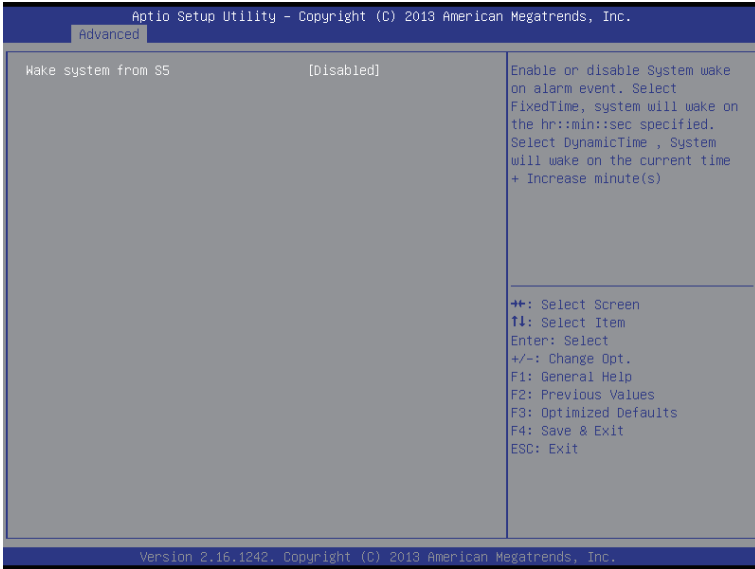 Aptio Setup Utility – Copyright (C) 2013 American Megatrends, Inc.
Advanced
Wake system from S5 [Disabled]
Enable or disable System wake
on alarm event. Select
FixedTime, system will wake on
the hr::min::sec specified.
Select DynamicTime , System
will wake on the current time
+ Increase minute(s)
→←: Select Screen
↑↓: Select Item
Enter: Select
+/-: Change Opt.
F1: General Help
F2: Previous Values
F3: Optimized Defaults
F4: Save & Exit
ESC: Exit
Version 2.16.1242. Copyright (C) 2013 American Megatrends, Inc.